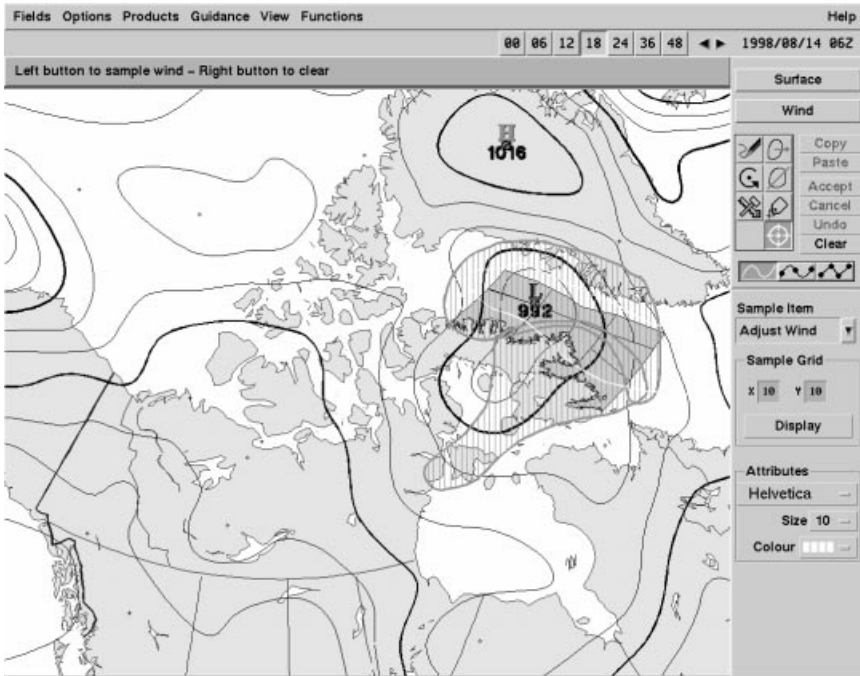 Fields Options Products Guidance View Functions Help
00 06 12 18 24 36 48 1998/08/14 06Z
Left button to sample wind – Right button to clear
Surface
Wind
Copy
Paste
Accept
Cancel
Undo
Clear
H
1016
L
992
Sample Item
Adjust Wind
Sample Grid
X 10 Y 10
Display
Attributes
Helvetica
Size 10
Colour